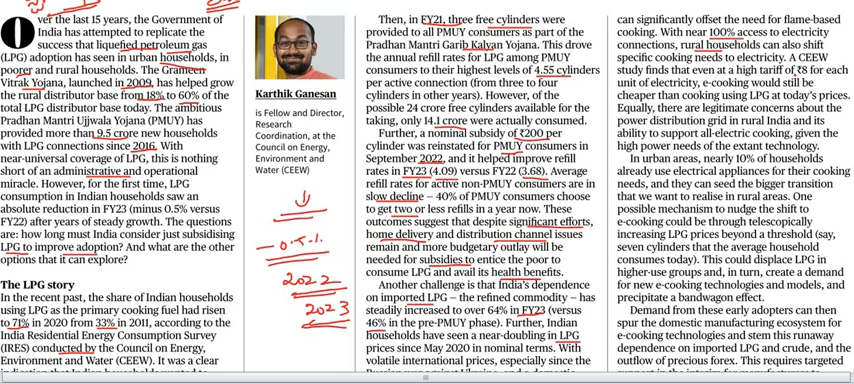 Over the last 15 years, the Government of
India has attempted to replicate the
success that liquefied petroleum gas
(LPG) adoption has seen in urban households, in
poorer and rural households. The Grameen
Vitrak Yojana, launched in 2009, has helped grow
the rural distributor base from 18% to 60% of the
total LPG distributor base today. The ambitious
Pradhan Mantri Ujjwala Yojana (PMUY) has
provided more than 9.5 crore new households
with LPG connections since 2016. With
near-universal coverage of LPG, this is nothing
short of an administrative and operational
miracle. However, for the first time, LPG
consumption in Indian households saw an
absolute reduction in FY23 (minus 0.5% versus
FY22) after years of steady growth. The questions
are: how long must India consider just subsidising
LPG to improve adoption? And what are the other
options that it can explore?
The LPG story
In the recent past, the share of Indian households
using LPG as the primary cooking fuel had risen
to 71% in 2020 from 33% in 2011, according to the
India Residential Energy Consumption Survey
(IRES) conducted by the Council on Energy,
Environment and Water (CEEW). It was a clear
Karthik Ganesan
is Fellow and Director,
Research
Coordination, at the
Council on Energy,
Environment and
Water (CEEW)
2022
2023
Then, in FY21, three free cylinders were
provided to all PMUY consumers as part of the
Pradhan Mantri Garib Kalyan Yojana. This drove
the annual refill rates for LPG among PMUY
consumers to their highest levels of 4.55 cylinders
per active connection (from three to four
cylinders in other years). However, of the
possible 24 crore free cylinders available for the
taking, only 14.1 crore were actually consumed.
Further, a nominal subsidy of ₹200 per
cylinder was reinstated for PMUY consumers in
September 2022, and it helped improve refill
rates in FY23 (4.09) versus FY22 (3.68). Average
refill rates for active non-PMUY consumers are in
slow decline – 40% of PMUY consumers choose
to get two or less refills in a year now. These
outcomes suggest that despite significant efforts,
home delivery and distribution channel issues
remain and more budgetary outlay will be
needed for subsidies to entice the poor to
consume LPG and avail its health benefits.
Another challenge is that India's dependence
on imported LPG – the refined commodity – has
steadily increased to over 64% in FY23 (versus
46% in the pre-PMUY phase). Further, Indian
households have seen a near-doubling in LPG
prices since May 2020 in nominal terms. With
volatile international prices, especially since the
can significantly offset the need for flame-based
cooking. With near 100% access to electricity
connections, rural households can also shift
specific cooking needs to electricity. A CEEW
study finds that even at a high tariff of ₹8 for each
unit of electricity, e-cooking would still be
cheaper than cooking using LPG at today's prices.
Equally, there are legitimate concerns about the
power distribution grid in rural India and its
ability to support all-electric cooking, given the
high power needs of the extant technology.
In urban areas, nearly 10% of households
already use electrical appliances for their cooking
needs, and they can seed the bigger transition
that we want to realise in rural areas. One
possible mechanism to nudge the shift to
e-cooking could be through telescopically
increasing LPG prices beyond a threshold (say,
seven cylinders that the average household
consumes today). This could displace LPG in
higher-use groups and, in turn, create a demand
for new e-cooking technologies and models, and
precipitate a bandwagon effect.
Demand from these early adopters can then
spur the domestic manufacturing ecosystem for
e-cooking technologies and stem this runaway
dependence on imported LPG and crude, and the
outflow of precious forex. This requires targeted